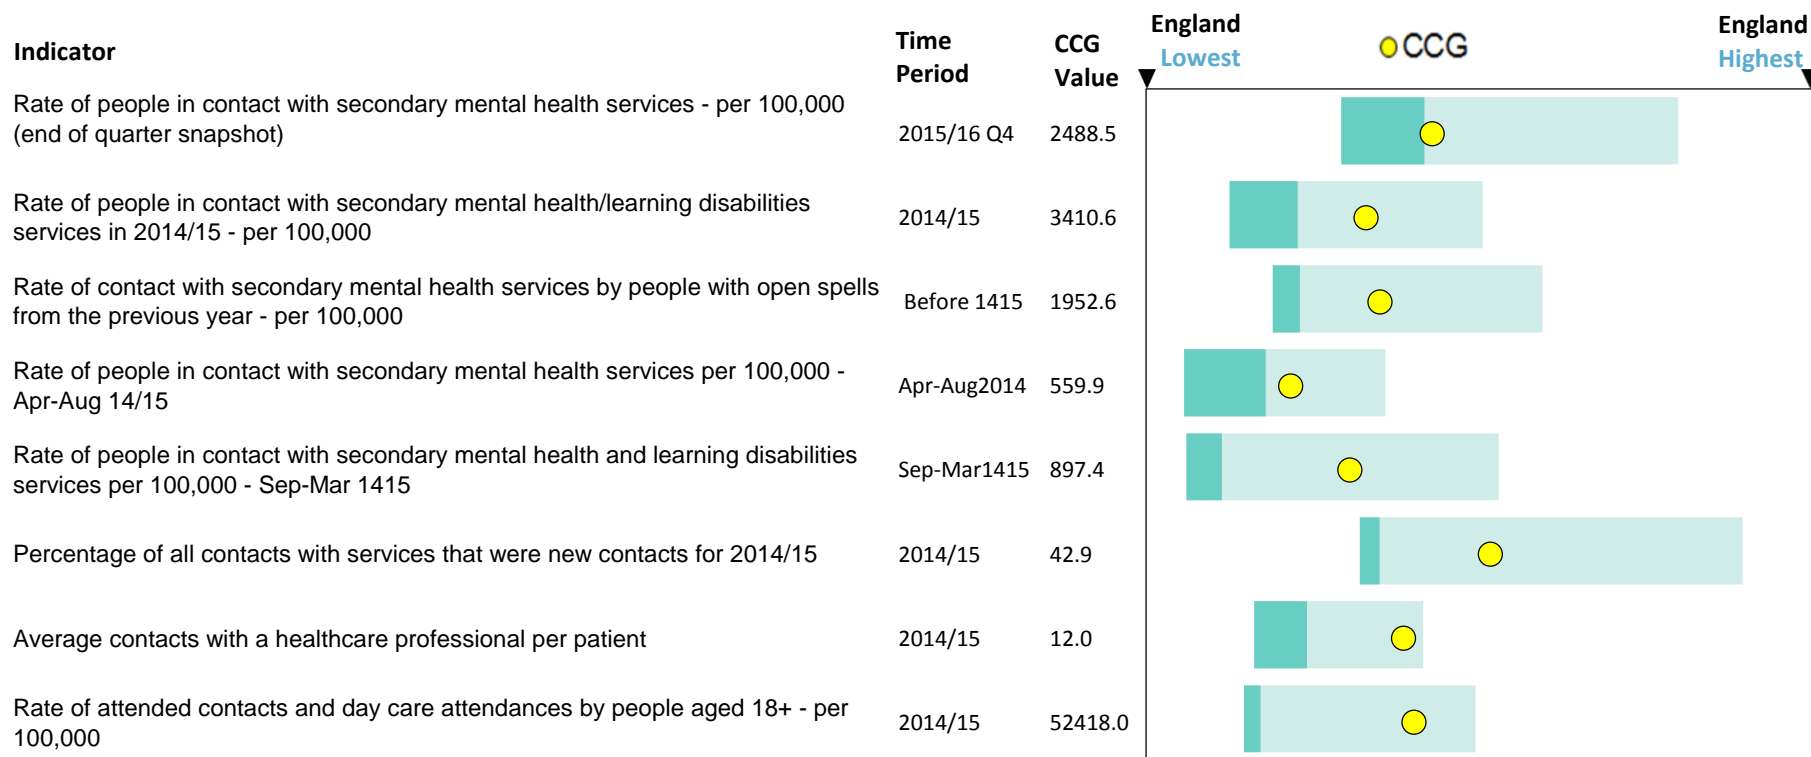 Indicator
Time
Period
CCG
Value
England
Lowest
CCG
England
Highest
Rate of people in contact with secondary mental health services - per 100,000
(end of quarter snapshot)
2015/16 Q4 2488.5
Rate of people in contact with secondary mental health/learning disabilities
services in 2014/15 - per 100,000
2014/15 3410.6
Rate of contact with secondary mental health services by people with open spells
from the previous year - per 100,000
Before 1415 1952.6
Rate of people in contact with secondary mental health services per 100,000 -
Apr-Aug 14/15
Apr-Aug2014 559.9
Rate of people in contact with secondary mental health and learning disabilities
services per 100,000 - Sep-Mar 1415
Sep-Mar1415 897.4
Percentage of all contacts with services that were new contacts for 2014/15 2014/15 42.9
Average contacts with a healthcare professional per patient 2014/15 12.0
Rate of attended contacts and day care attendances by people aged 18+ - per
100,000
2014/15 52418.0